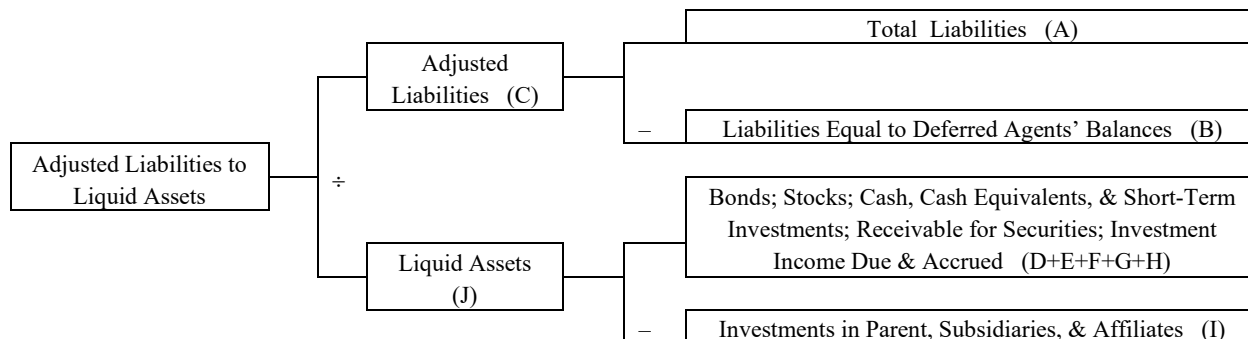 Total Liabilities (A)
Adjusted
Liabilities (C)
– Liabilities Equal to Deferred Agents’ Balances (B)
Adjusted Liabilities to
Liquid Assets
÷
Bonds; Stocks; Cash, Cash Equivalents, & Short-Term
Investments; Receivable for Securities; Investment
Income Due & Accrued (D+E+F+G+H)
Liquid Assets
(J)
– Investments in Parent, Subsidiaries, & Affiliates (I)